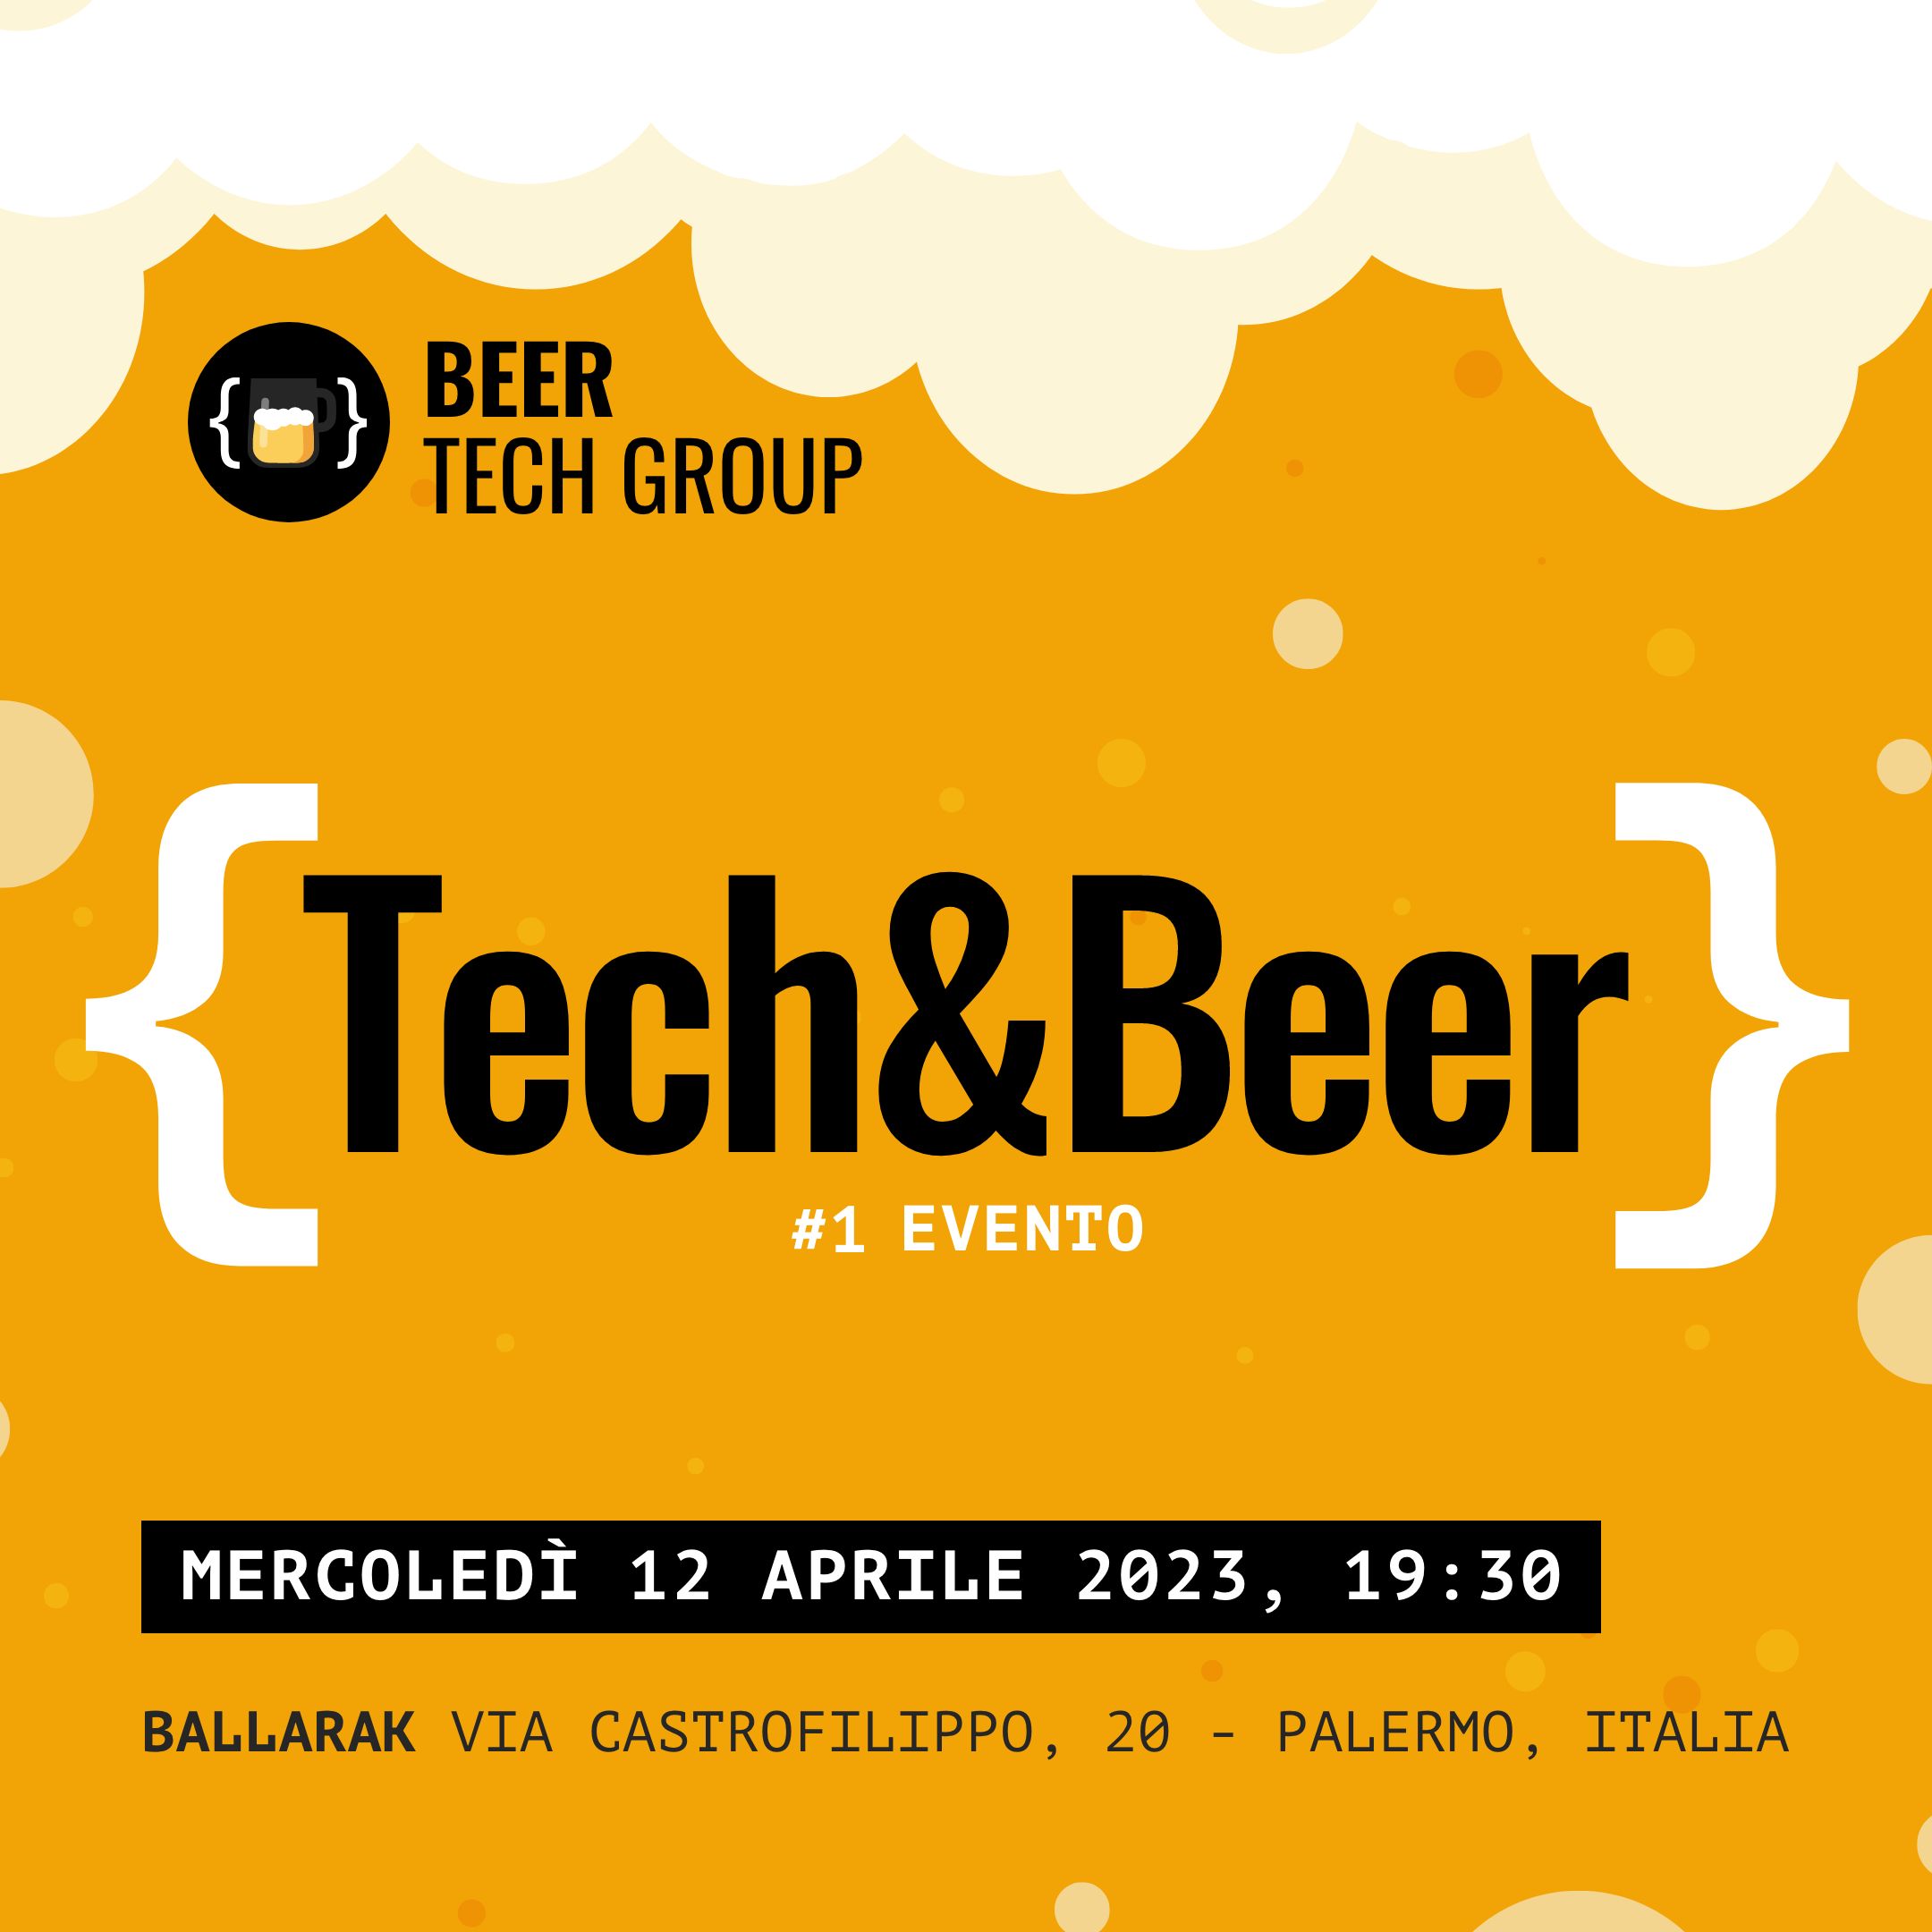 BEER
TECH GROUP
{Tech&Beer}
#1 EVENTO
MERCOLEDÌ 12 APRILE 2023, 19:30
BALLARAK VIA CASTROFILIPPO, 20 - PALERMO, ITALIA